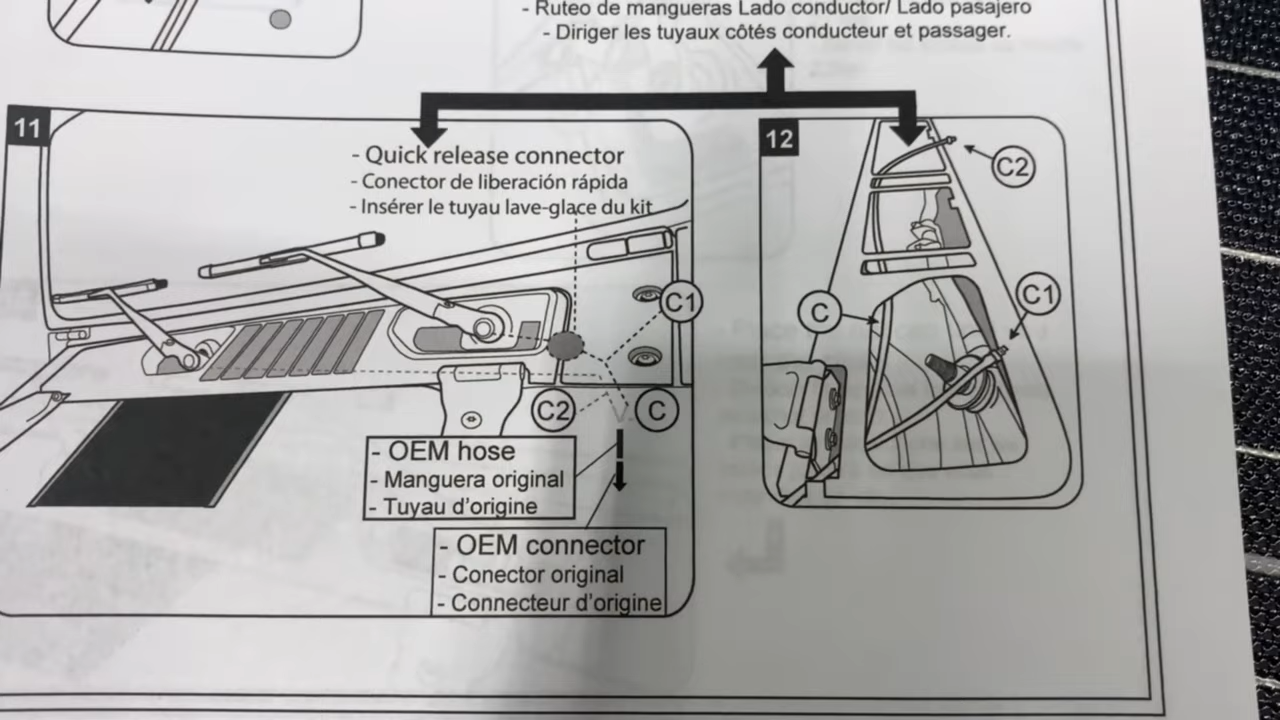 - Ruteo de mangueras Lado conductor/ Lado pasajero
- Diriger les tuyaux côtés conducteur et passager.
11
- Quick release connector
- Conector de liberación rápida
- Insérer le tuyau lave-glace du kit
C1
C2
C
- OEM hose
- Manguera original
- Tuyau d'origine
- OEM connector
- Conector original
- Connecteur d'origine
12
C2
C1
C